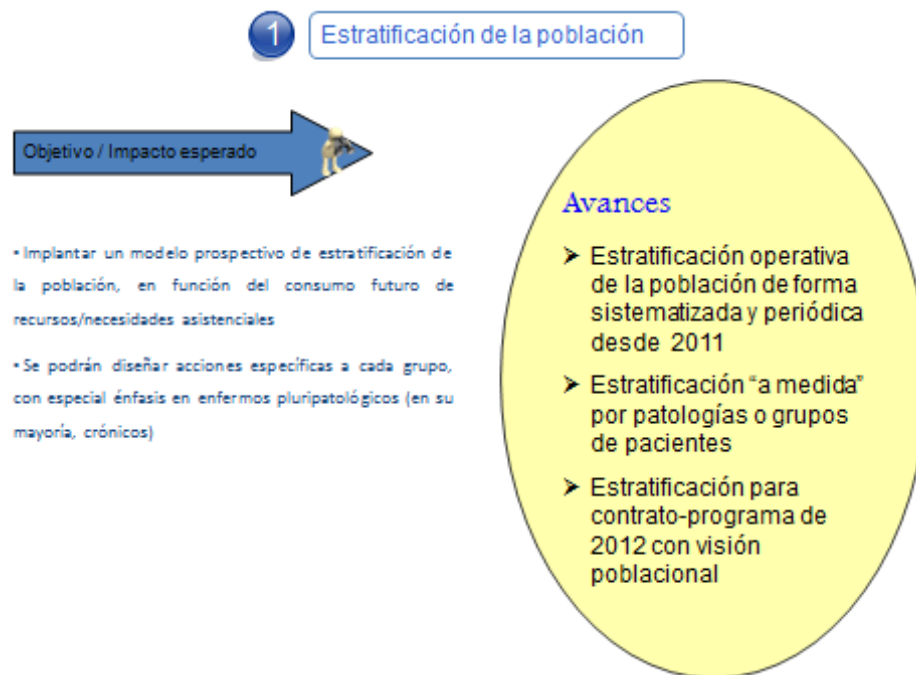 1
Estratificación de la población
Objetivo / Impacto esperado
▪ Implantar un modelo prospectivo de estratificación de
la población, en función del consumo futuro de
recursos/necesidades asistenciales
▪ Se podrán diseñar acciones específicas a cada grupo,
con especial énfasis en enfermos pluripatológicos (en su
mayoría, crónicos)
Avances
➤ Estratificación operativa
de la población de forma
sistematizada y periódica
desde 2011
➤ Estratificación “a medida”
por patologías o grupos
de pacientes
➤ Estratificación para
contrato-programa de
2012 con visión
poblacional